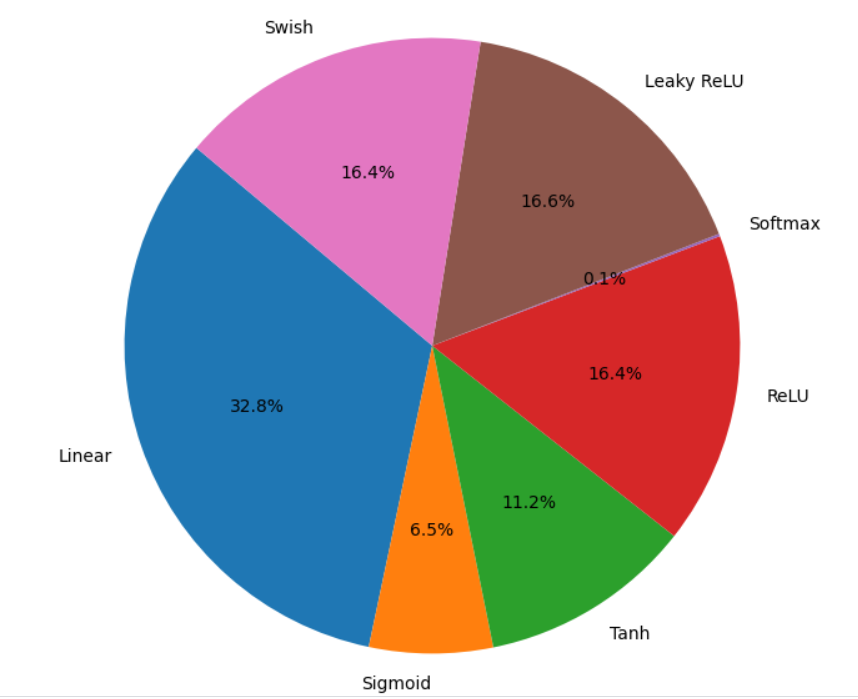 Swish
Leaky ReLU
16.4%
16.6%
Softmax
0.1%
16.4%
ReLU
32.8%
Linear
11.2%
6.5%
Tanh
Sigmoid